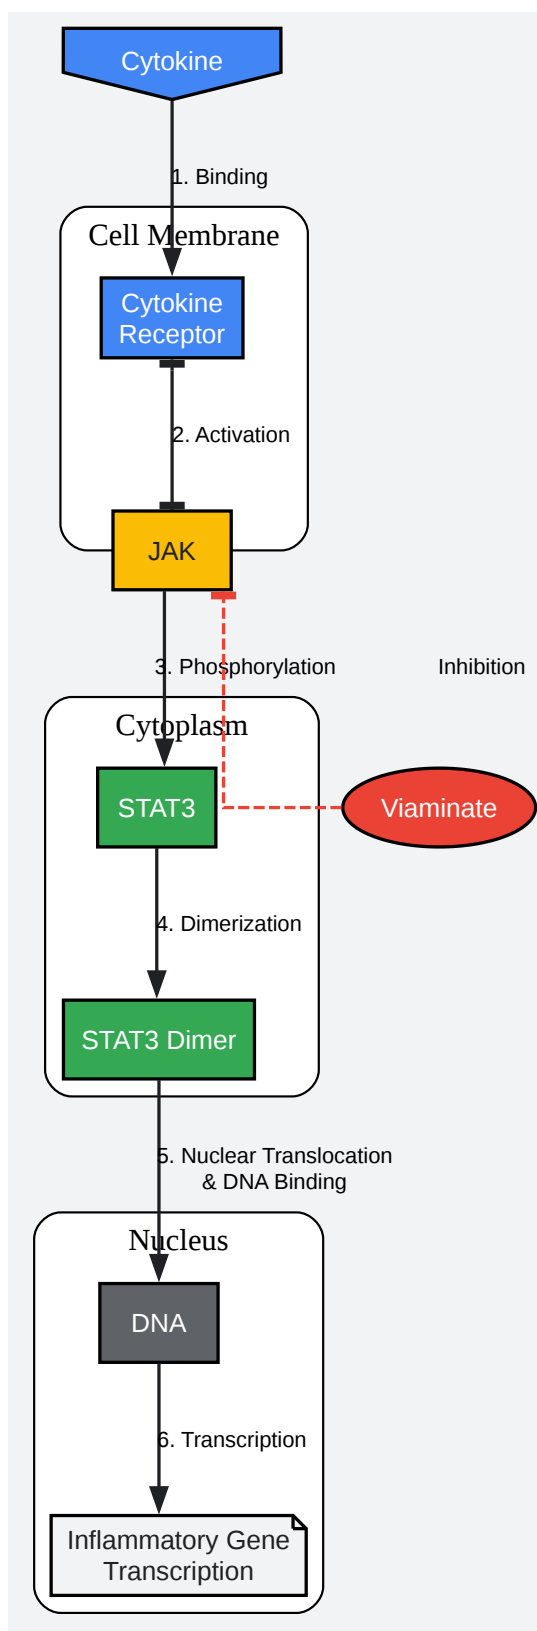 Cytokine
1. Binding
Cell Membrane
Cytokine
Receptor
2. Activation
JAK
3. Phosphorylation
Inhibition
Cytoplasm
STAT3
Viaminate
4. Dimerization
STAT3 Dimer
5. Nuclear Translocation
& DNA Binding
Nucleus
DNA
6. Transcription
Inflammatory Gene
Transcription